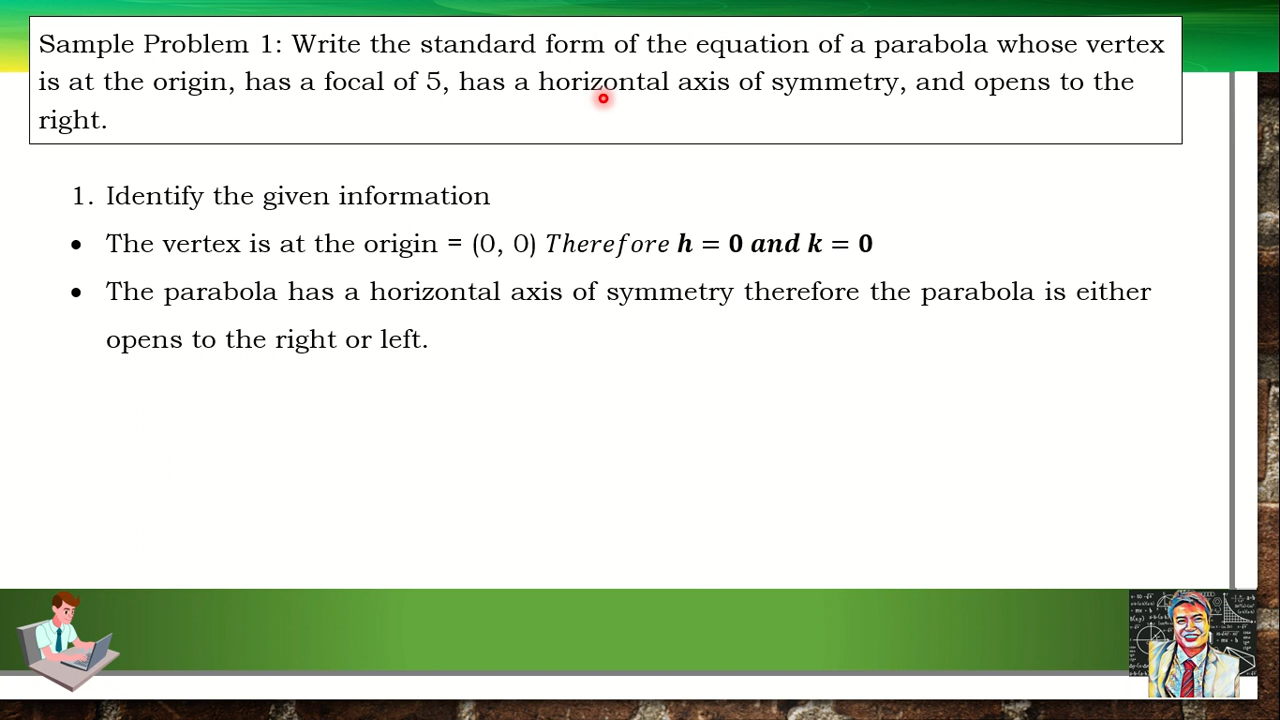 Sample Problem 1: Write the standard form of the equation of a parabola whose vertex
is at the origin, has a focal of 5, has a horizontal axis of symmetry, and opens to the
right.
1. Identify the given information
• The vertex is at the origin = (0, 0) Therefore h = 0 and k = 0
• The parabola has a horizontal axis of symmetry therefore the parabola is either
opens to the right or left.